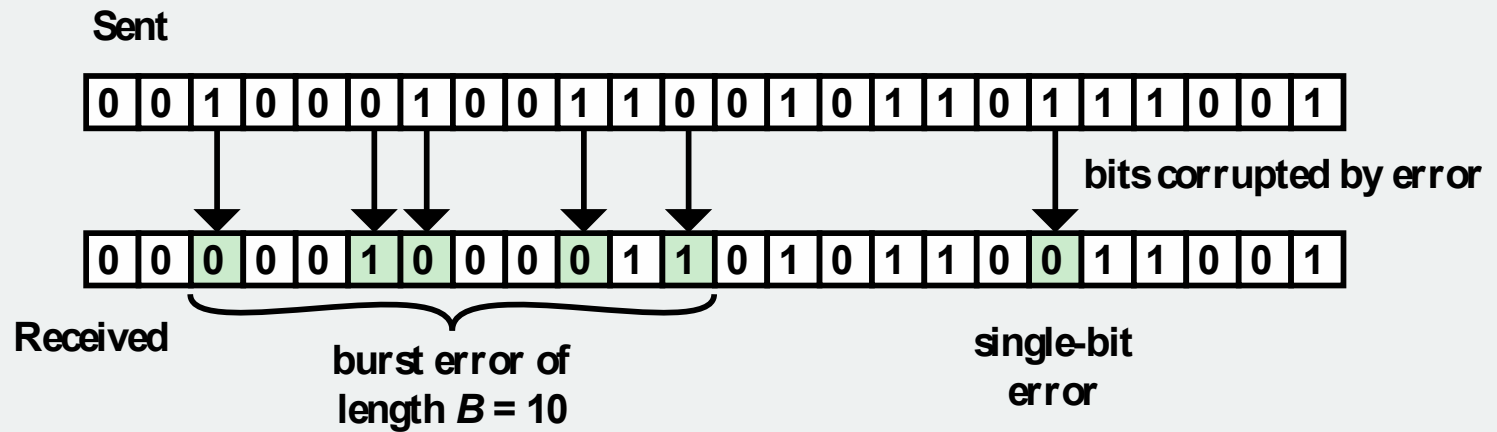 Sent
0 0 1 0 0 0 1 0 0 1 1 0 0 1 0 1 1 0 1 1 1 0 0 1
bits corrupted by error
0 0 0 0 0 1 0 0 0 0 1 1 0 1 0 1 1 0 0 1 1 0 0 1
Received
burst error of
length B = 10
single-bit
error